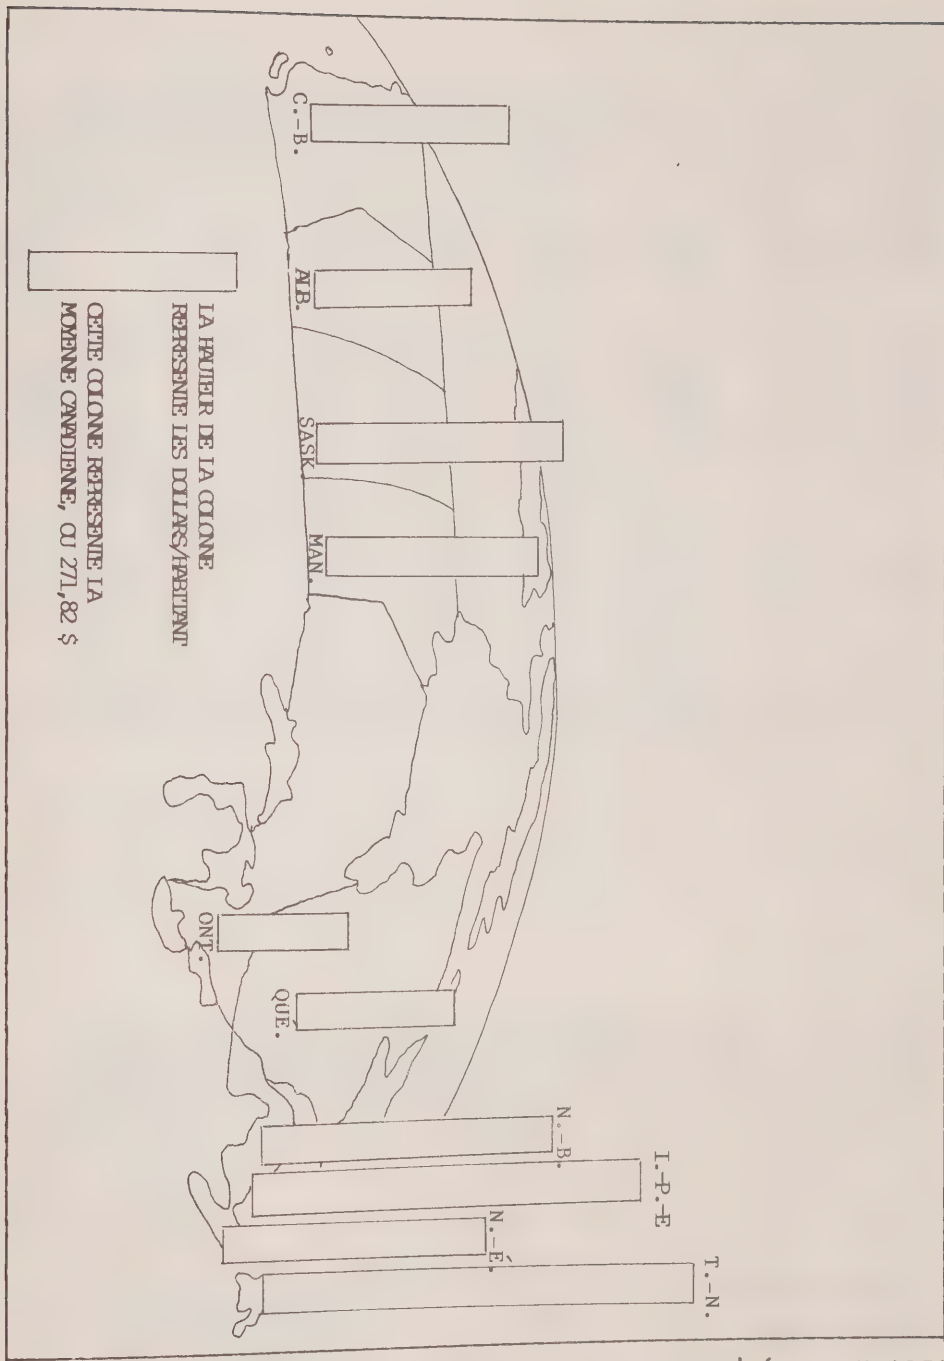 C.-B.
ALB.
SASK
MAN.
ONT.
QUÉ.
N.-B.
I.-P.-E
N.-É.
T.-N.
LA HAUTEUR DE LA COLONNE
REPRESENTE LES DOLLARS/HABITANT
CETTE COLONNE REPRESENTE LA
MOYENNE CANADIENNE, OU 271,82 $